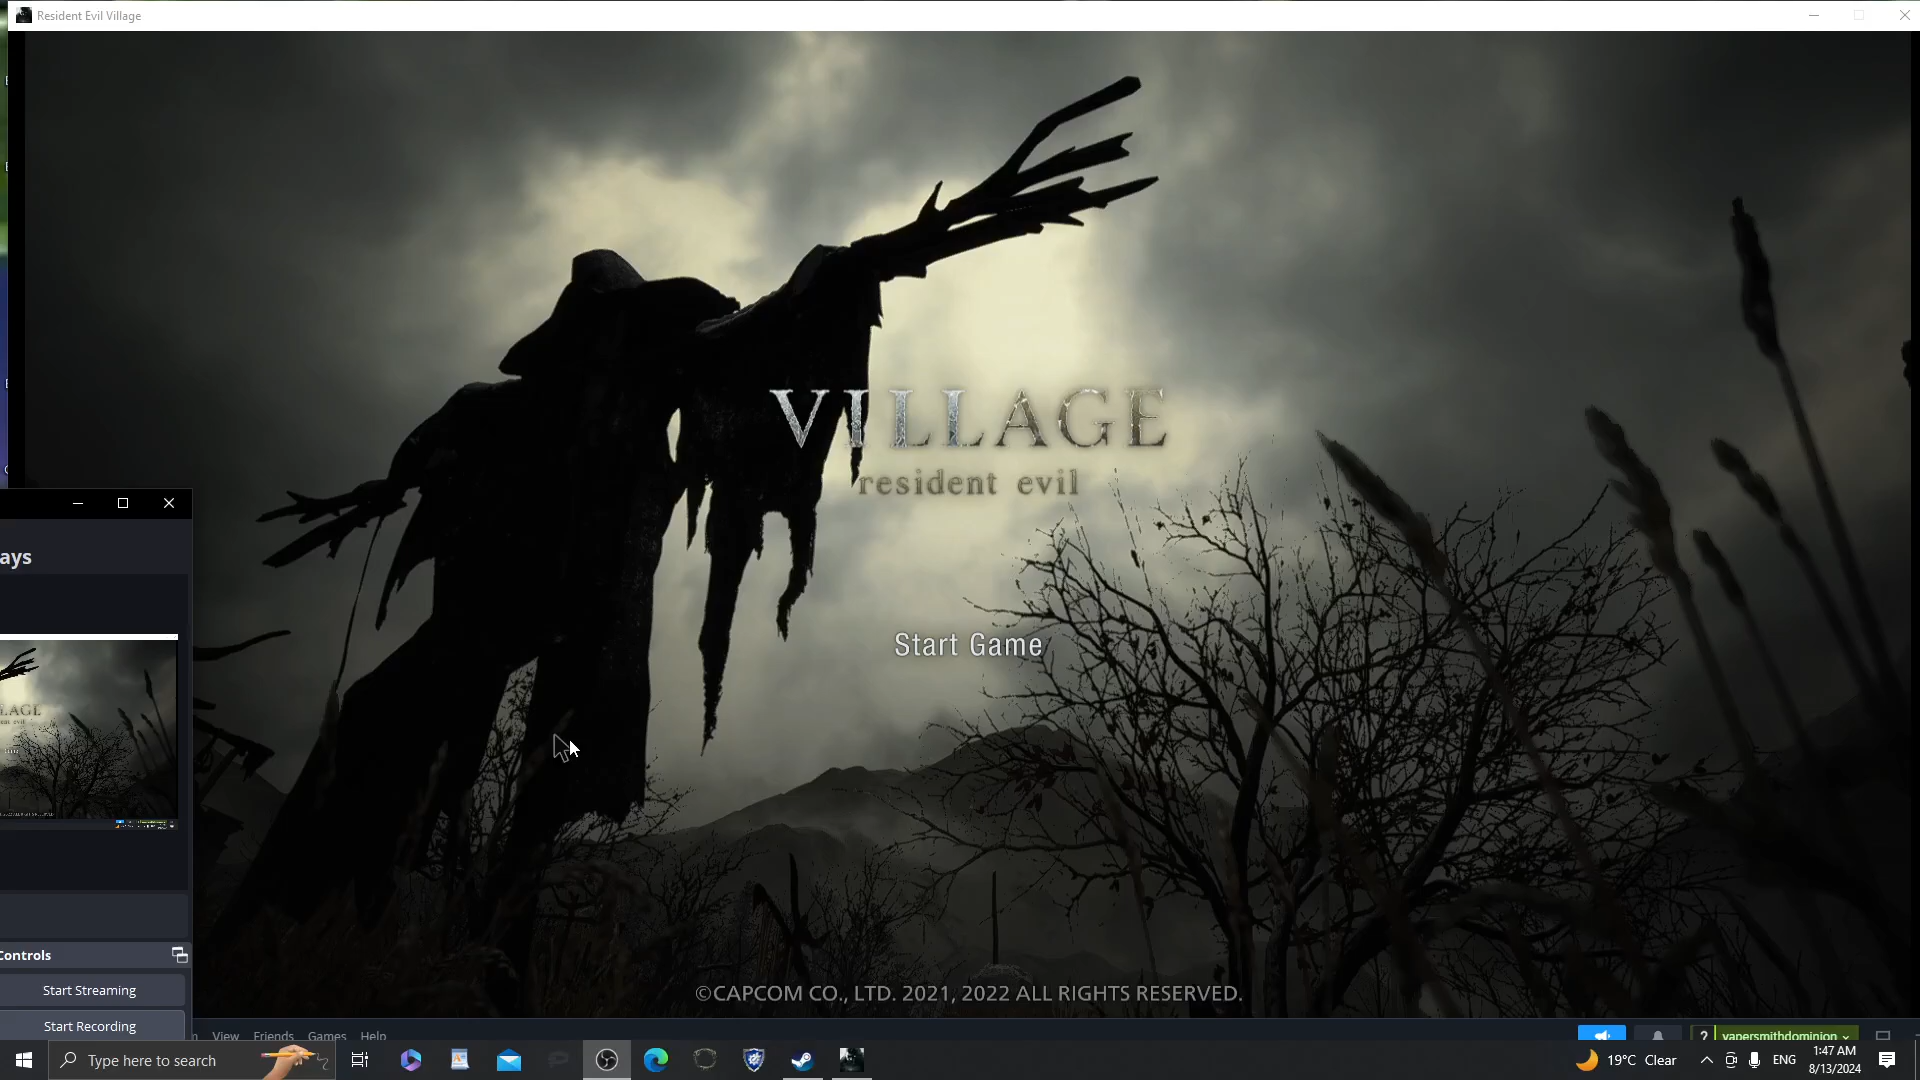 Resident Evil Village
VILLAGE
resident evil
Start Game
©CAPCOM CO., LTD. 2021, 2022 ALL RIGHTS RESERVED.
ays
Controls
Start Streaming
Start Recording
View Friends Games Help
vapersmithdominion
Type here to search
19°C Clear
ENG
1:47 AM
8/13/2024